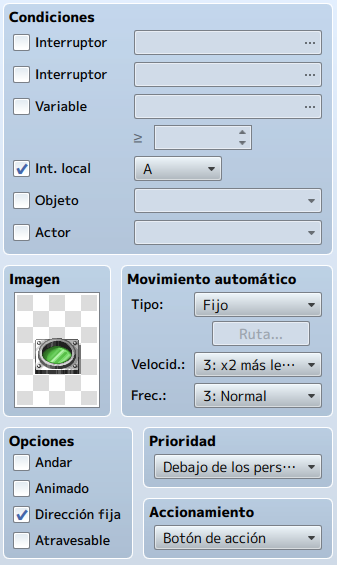 Condiciones
Interruptor ...
Interruptor ...
Variable ...
≥
Int. local A
Objeto
Actor
Imagen
Movimiento automático
Tipo: Fijo
Ruta...
Velocid.: 3: x2 más le···
Frec.: 3: Normal
Opciones
Andar
Animado
Dirección fija
Atravesable
Prioridad
Debajo de los pers···
Accionamiento
Botón de acción